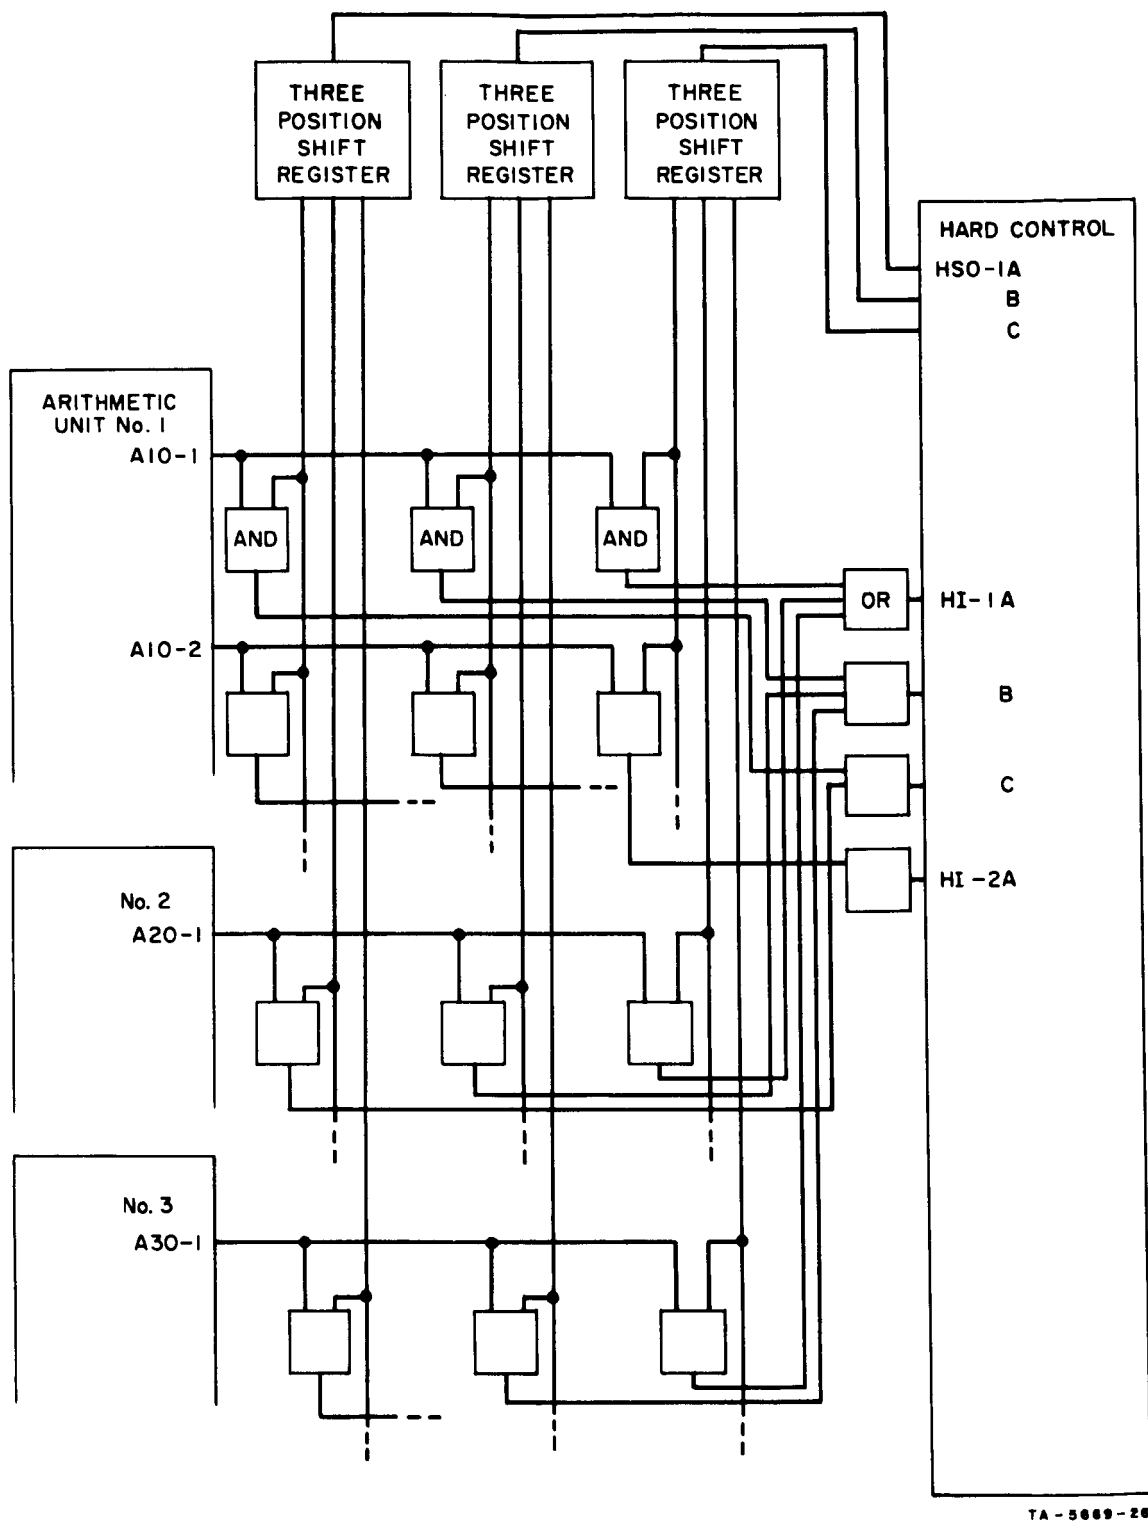 THREE
POSITION
SHIFT
REGISTER
THREE
POSITION
SHIFT
REGISTER
THREE
POSITION
SHIFT
REGISTER
HARD CONTROL
HSO-1A
B
C
ARITHMETIC
UNIT No. 1
A10-1
AND
AND
AND
OR
HI-1A
A10-2
B
C
HI-2A
No. 2
A20-1
No. 3
A30-1